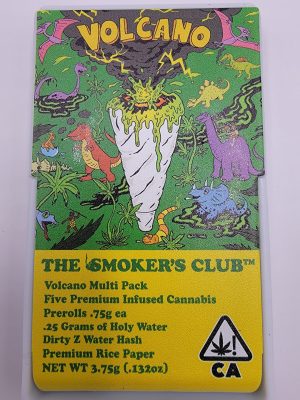 VOLCANO
THE SMOKER'S CLUB™
Volcano Multi Pack
Five Premium Infused Cannabis
Prerolls .75g ea
.25 Grams of Holy Water
Dirty Z Water Hash
Premium Rice Paper
NET WT 3.75g (.132oz)
!
CA